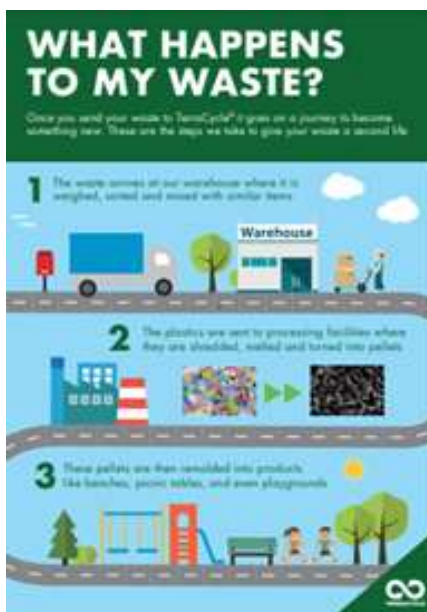 WHAT HAPPENS
TO MY WASTE?
Once you send your waste to TerraCycle® it goes on a journey to become
something new. These are the steps we take to give your waste a second life
1 The waste arrives at our warehouse where it is
weighed, sorted and mixed with similar items
Warehouse
2 The plastics are sent to processing facilities where
they are shredded, melted and turned into pellets
3 These pellets are then remolded into products
like benches, picnic tables, and even playgrounds